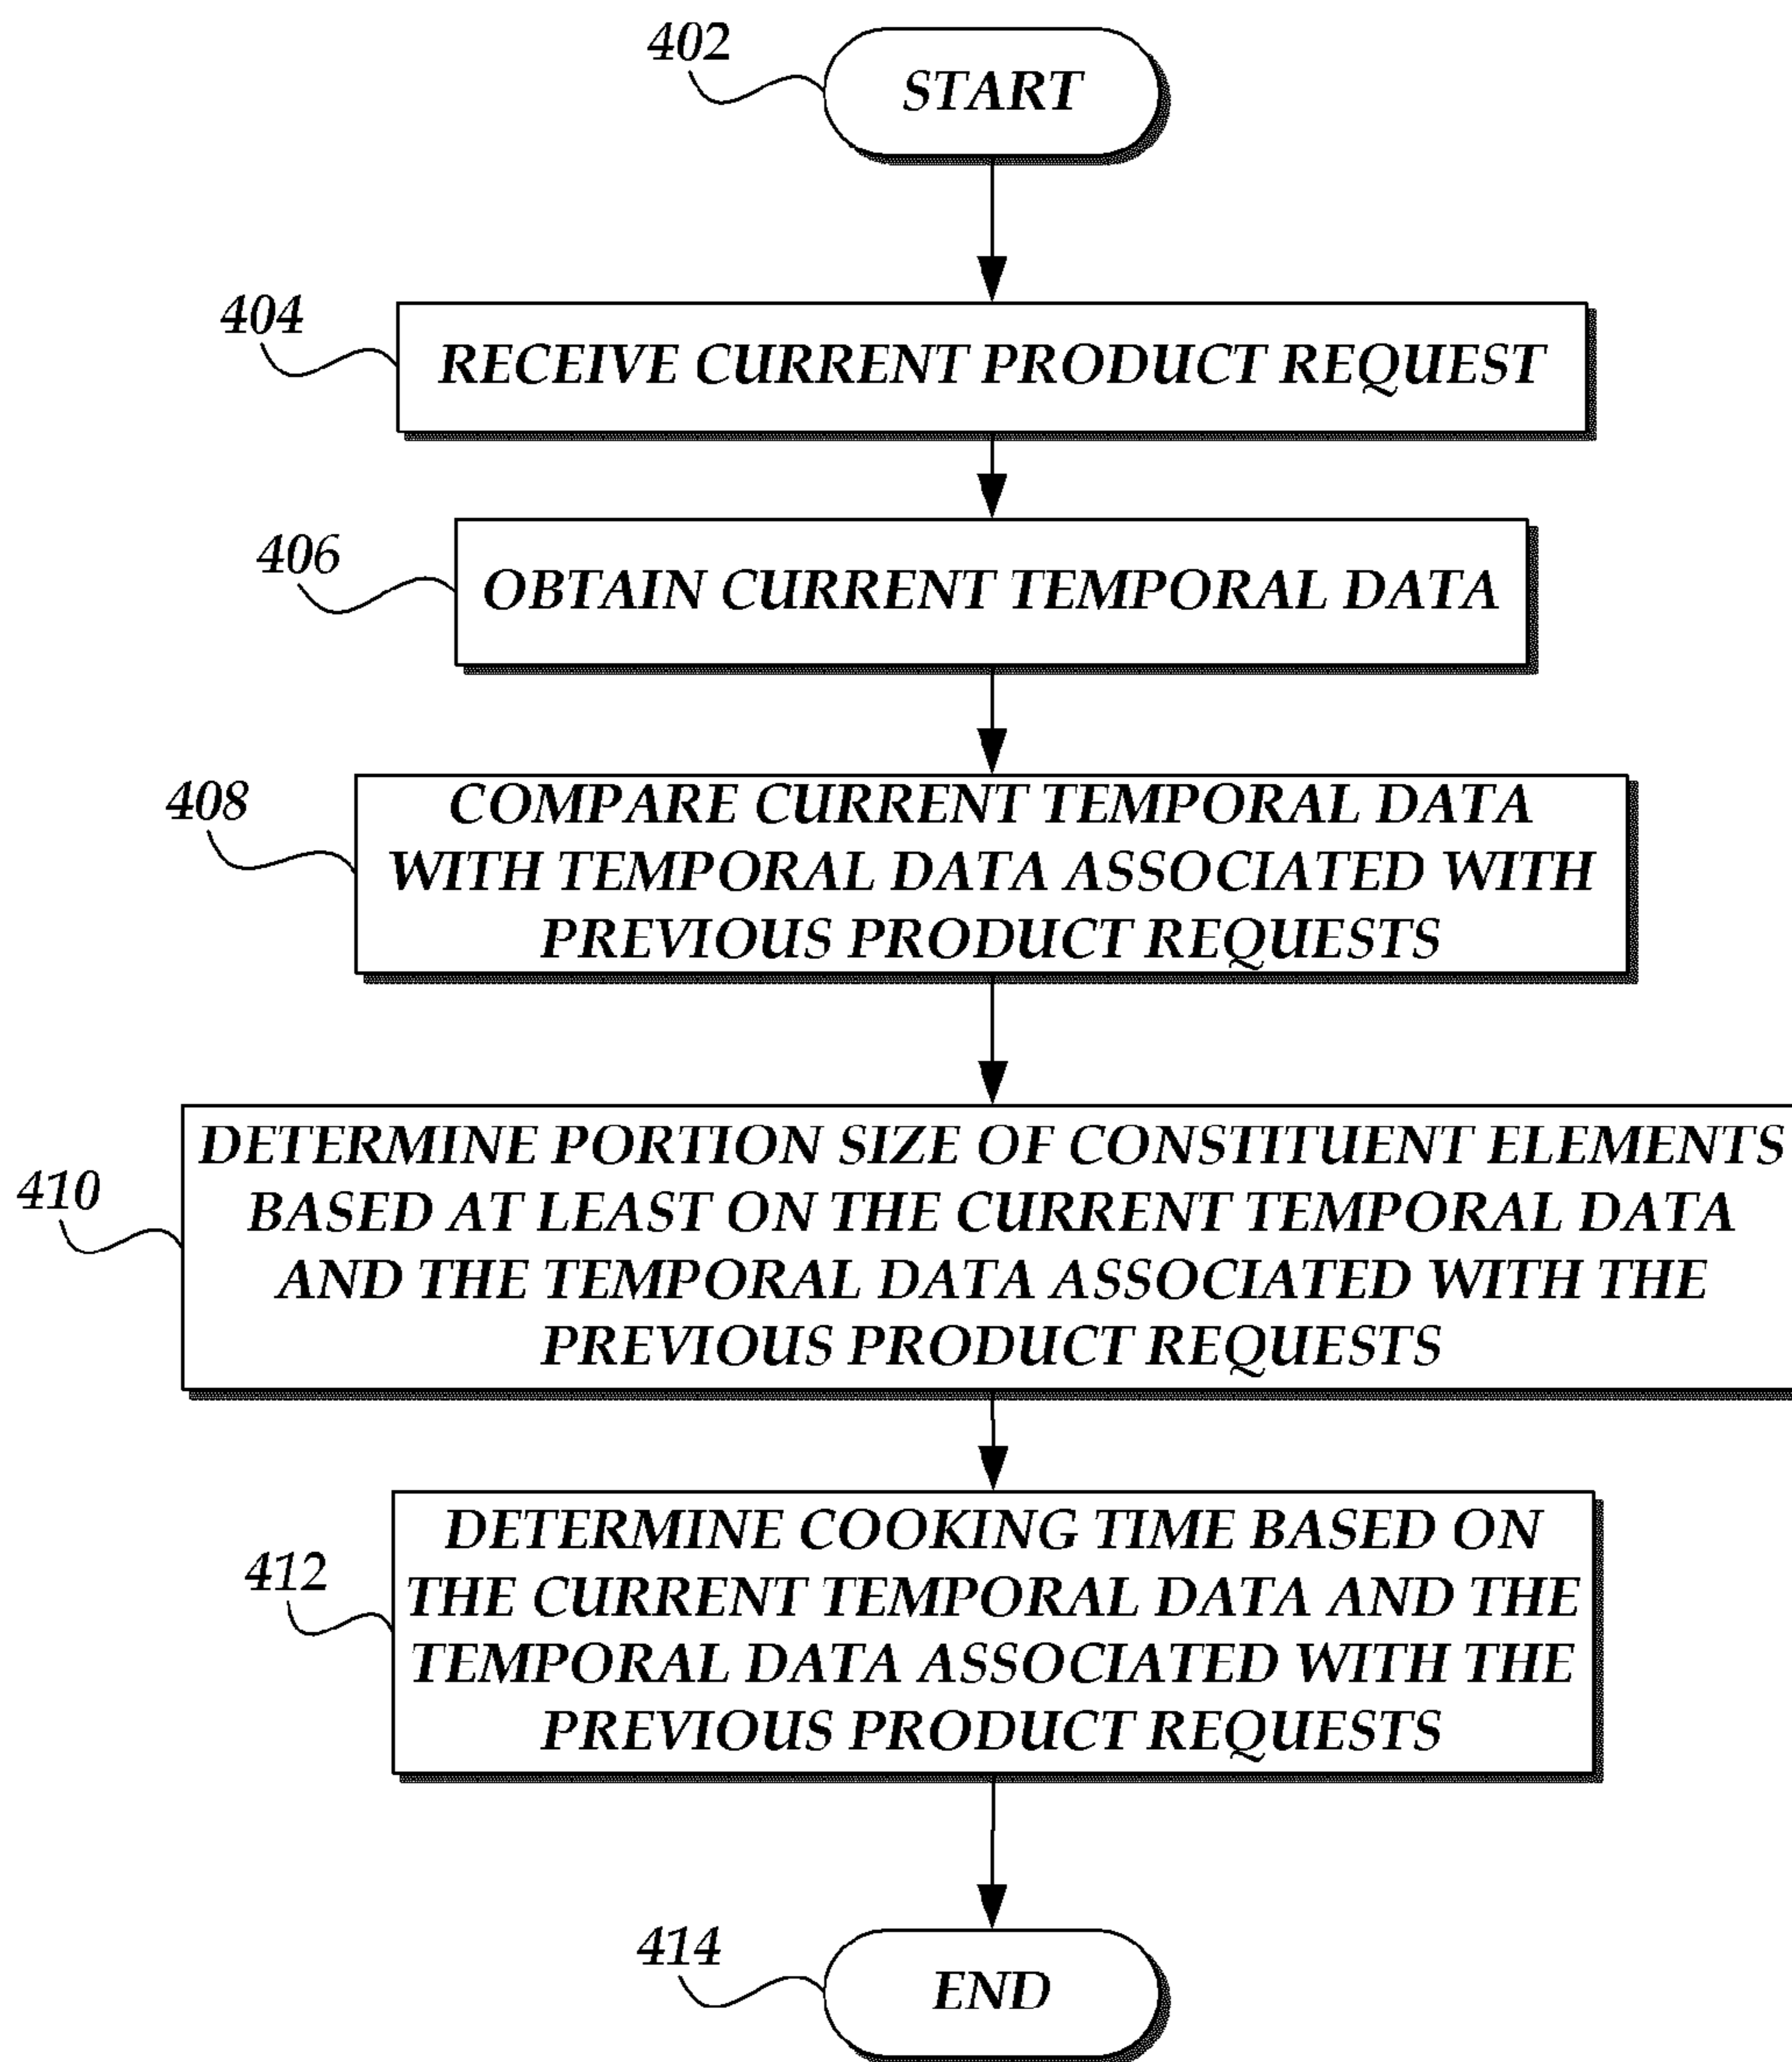 402
START
404
RECEIVE CURRENT PRODUCT REQUEST
406
OBTAIN CURRENT TEMPORAL DATA
408
COMPARE CURRENT TEMPORAL DATA
WITH TEMPORAL DATA ASSOCIATED WITH
PREVIOUS PRODUCT REQUESTS
410
DETERMINE PORTION SIZE OF CONSTITUENT ELEMENTS
BASED AT LEAST ON THE CURRENT TEMPORAL DATA
AND THE TEMPORAL DATA ASSOCIATED WITH THE
PREVIOUS PRODUCT REQUESTS
412
DETERMINE COOKING TIME BASED ON
THE CURRENT TEMPORAL DATA AND THE
TEMPORAL DATA ASSOCIATED WITH THE
PREVIOUS PRODUCT REQUESTS
414
END